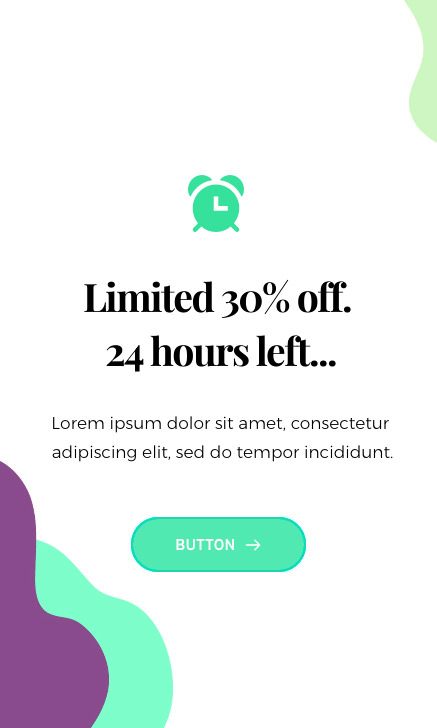 Limited 30% off.
24 hours left...
Lorem ipsum dolor sit amet, consectetur
adipiscing elit, sed do tempor incididunt.
BUTTON →